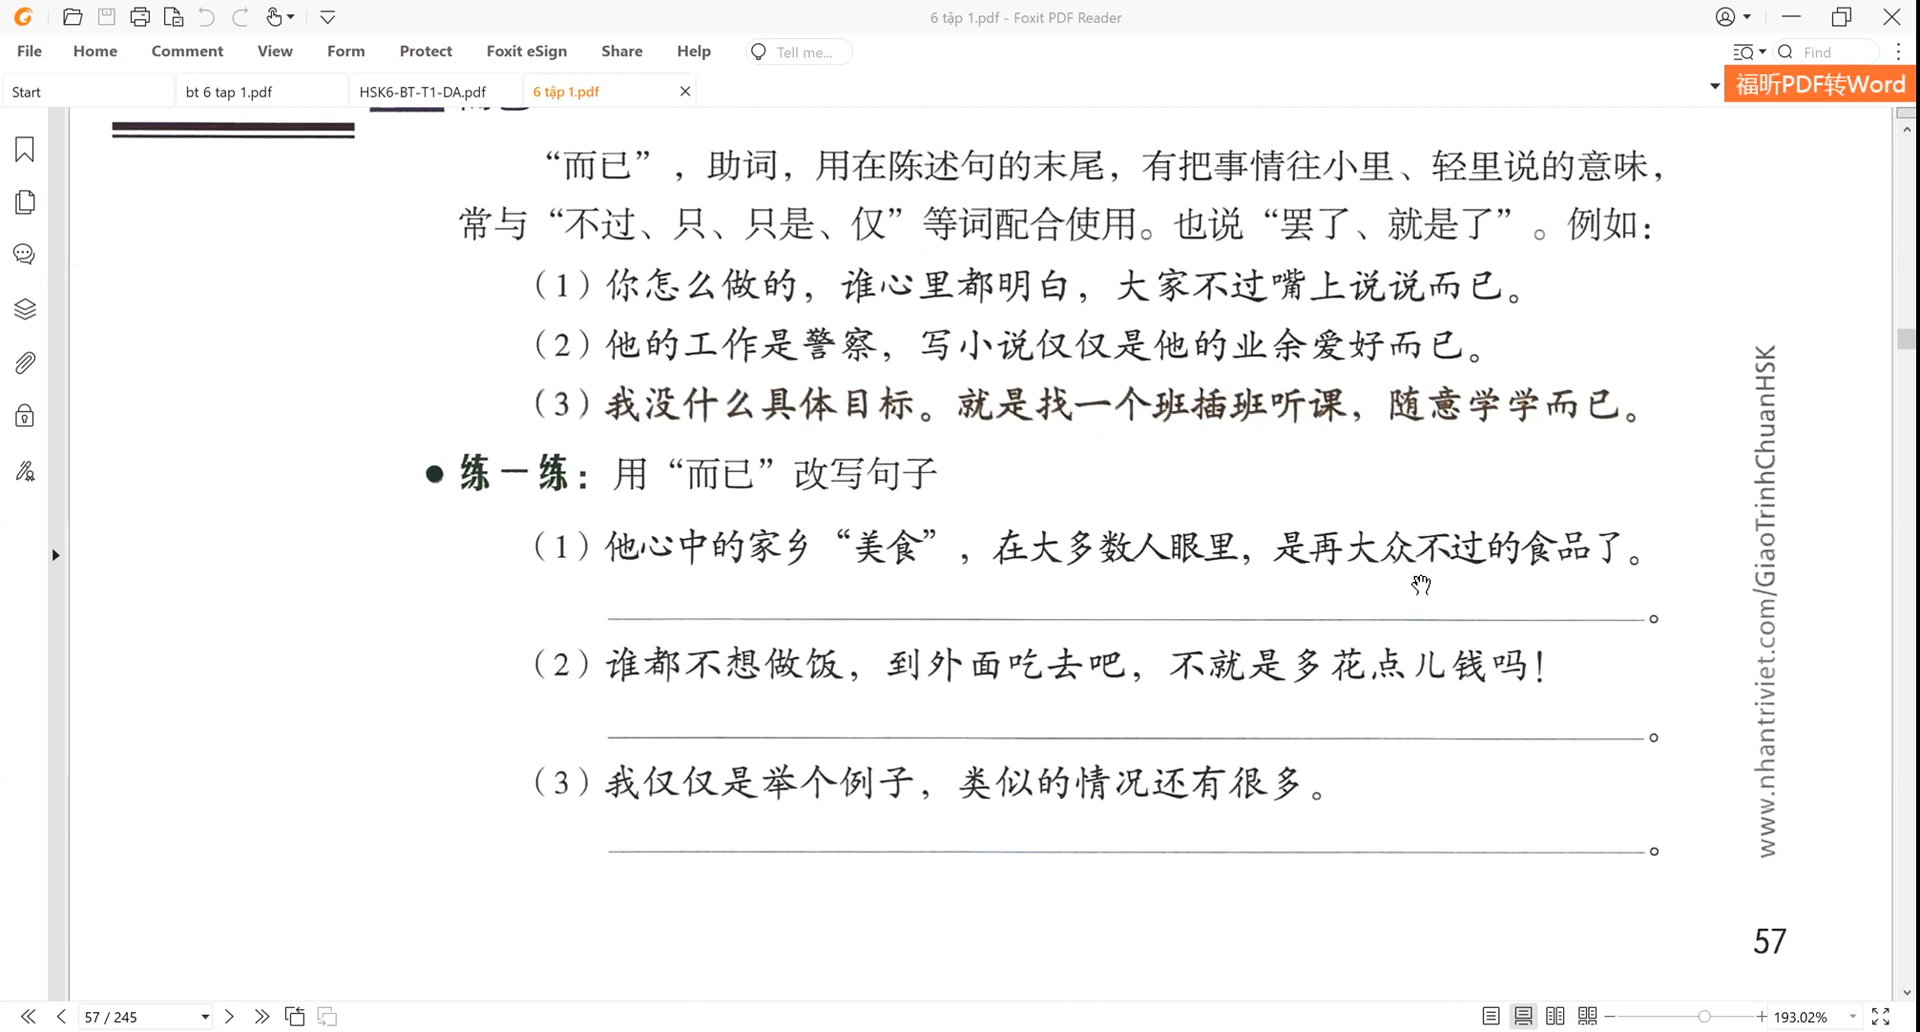 6 tập 1.pdf - Foxit PDF Reader
File Home Comment View Form Protect Foxit eSign Share Help Tell me... Find
Start bt 6 tap 1.pdf HSK6-BT-T1-DA.pdf 6 tập 1.pdf 福昕PDF转Word
“而已”，助词，用在陈述句的末尾，有把事情往小里、轻里说的意味，
常与“不过、只、只是、仅”等词配合使用。也说“罢了、就是了”。例如：
（1）你怎么做的，谁心里都明白，大家不过嘴上说说而已。
（2）他的工作是警察，写小说仅仅是他的业余爱好而已。
（3）我没什么具体目标。就是找一个班插班听课，随意学学而已。
● 练一练：用“而已”改写句子
（1）他心中的家乡“美食”，在大多数人眼里，是再大众不过的食品了。
。
（2）谁都不想做饭，到外面吃去吧，不就是多花点儿钱吗！
。
（3）我仅仅是举个例子，类似的情况还有很多。
。
www.nhantriviet.com/GiaoTrinhChuanHSK
57
57 / 245 193.02%